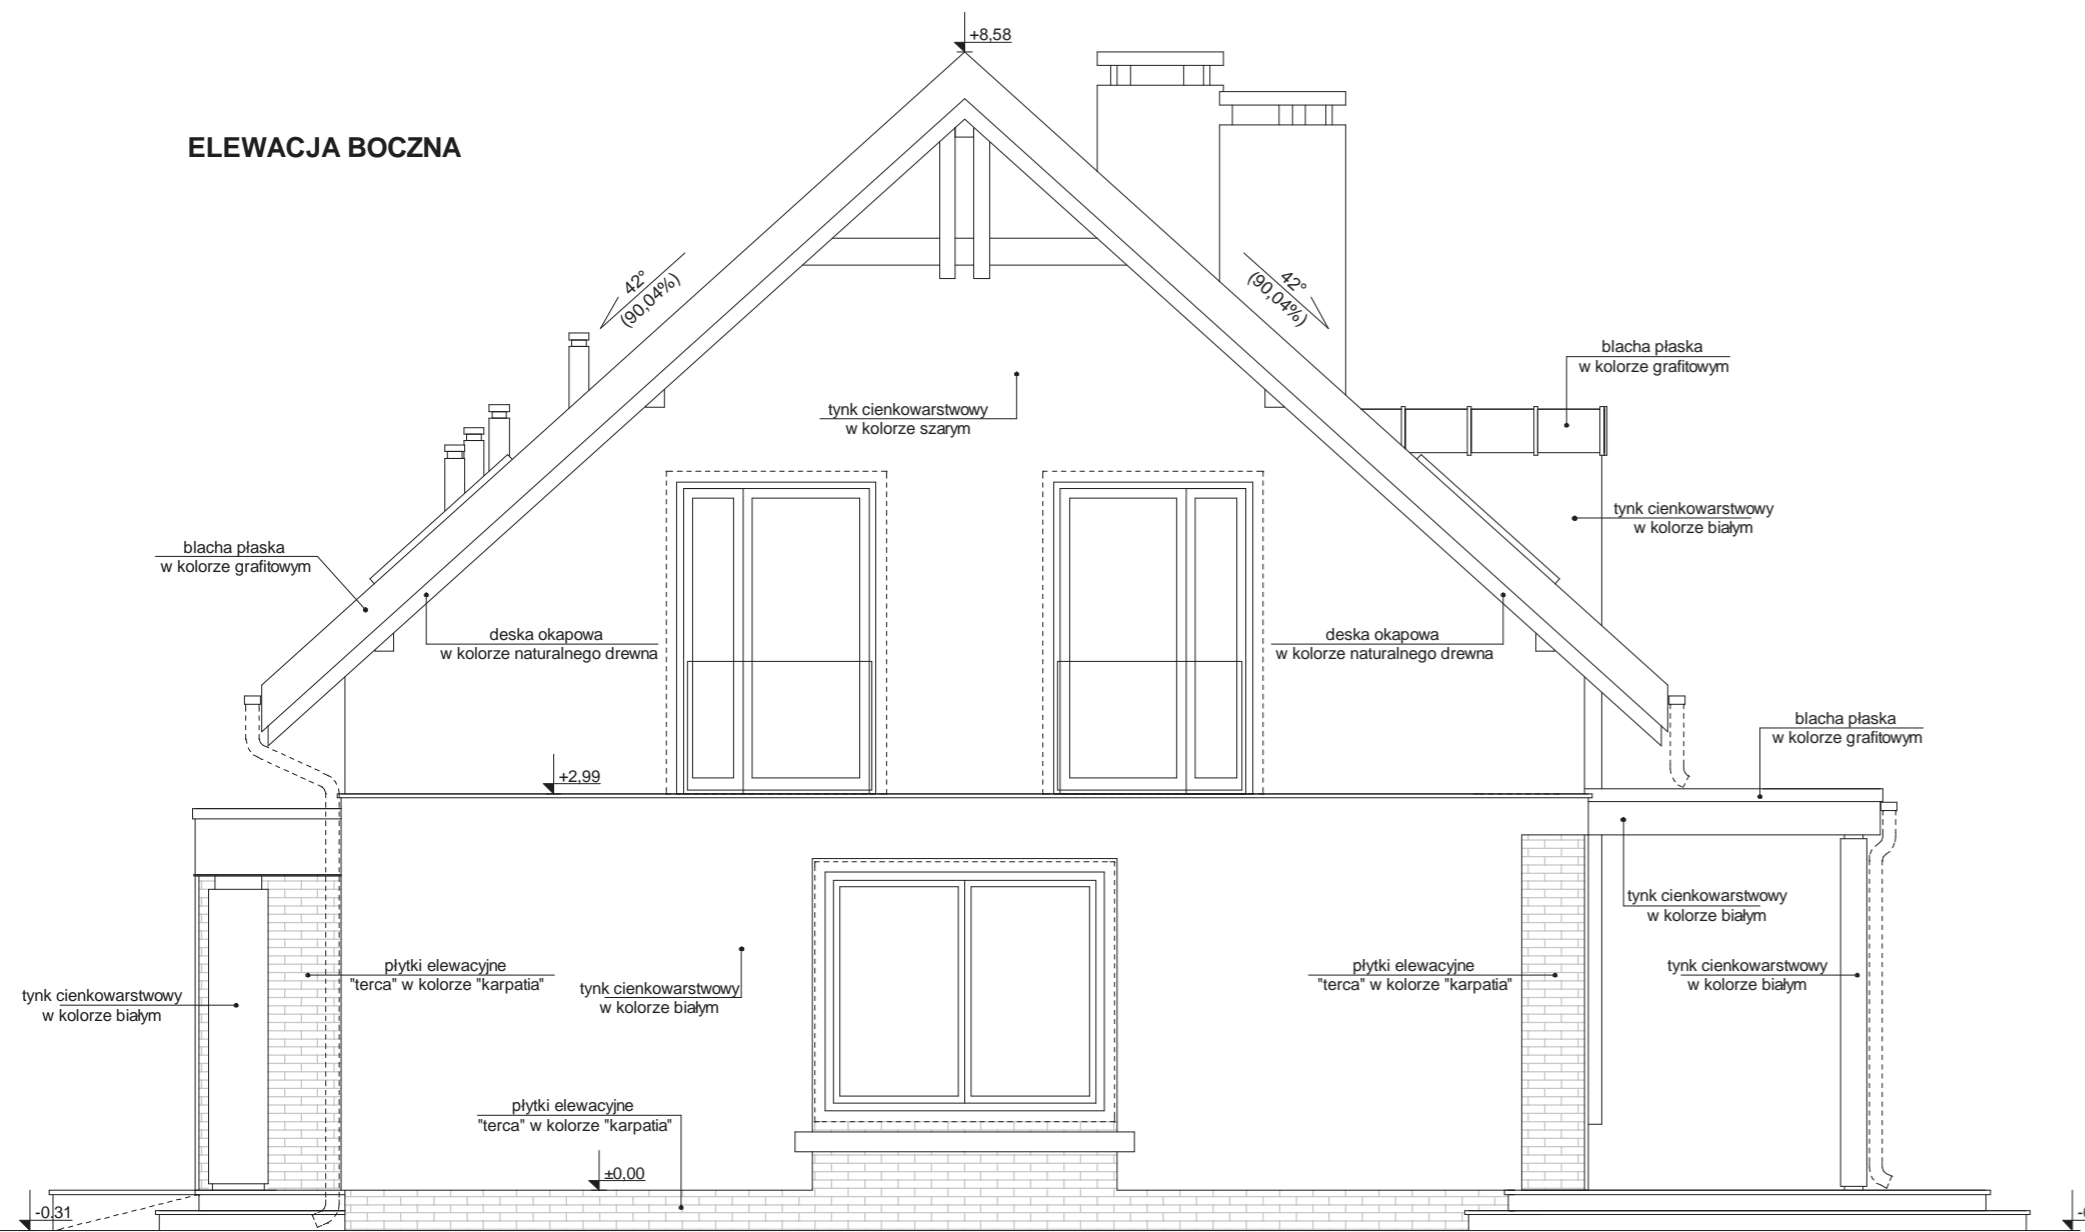 +8,58
ELEWACJA BOCZNA
42°
(90,04%)
42°
(90,04%)
blacha płaska
w kolorze grafitowym
tynk cienkowarstwowy
w kolorze szarym
tynk cienkowarstwowy
w kolorze białym
blacha płaska
w kolorze grafitowym
deska okapowa
w kolorze naturalnego drewna
deska okapowa
w kolorze naturalnego drewna
blacha płaska
w kolorze grafitowym
+2,99
tynk cienkowarstwowy
w kolorze białym
płytki elewacyjne
"terca" w kolorze "karpatia"
płytki elewacyjne
"terca" w kolorze "karpatia"
tynk cienkowarstwowy
w kolorze białym
tynk cienkowarstwowy
w kolorze białym
tynk cienkowarstwowy
w kolorze białym
płytki elewacyjne
"terca" w kolorze "karpatia"
±0,00
-0.31